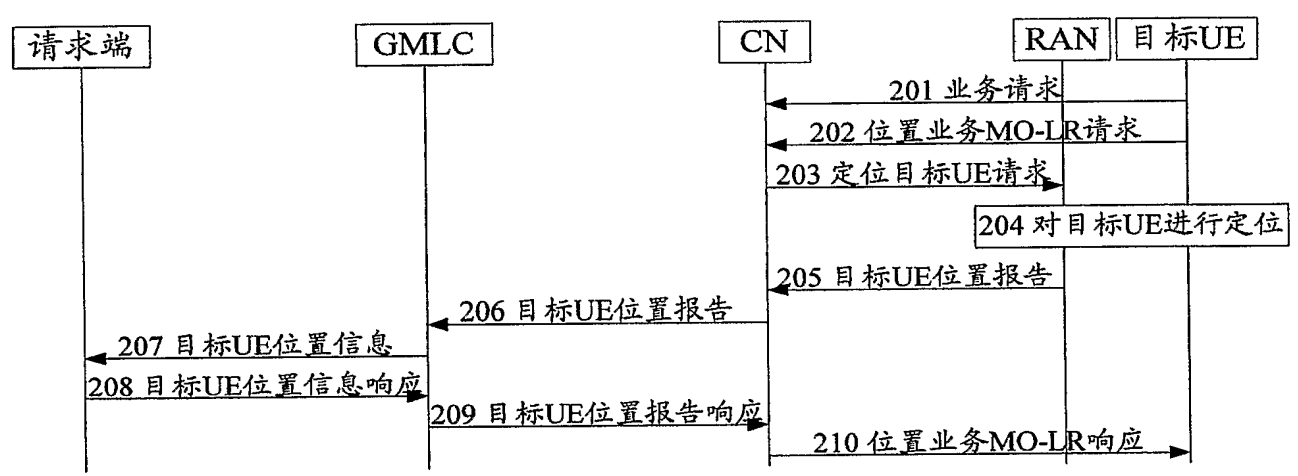 请求端
GMLC
CN
RAN
目标UE
201 业务请求
202 位置业务MO-LR请求
203 定位目标UE请求
204 对目标UE进行定位
205 目标UE位置报告
206 目标UE位置报告
207 目标UE位置信息
208 目标UE位置信息响应
209 目标UE位置报告响应
210 位置业务MO-LR响应